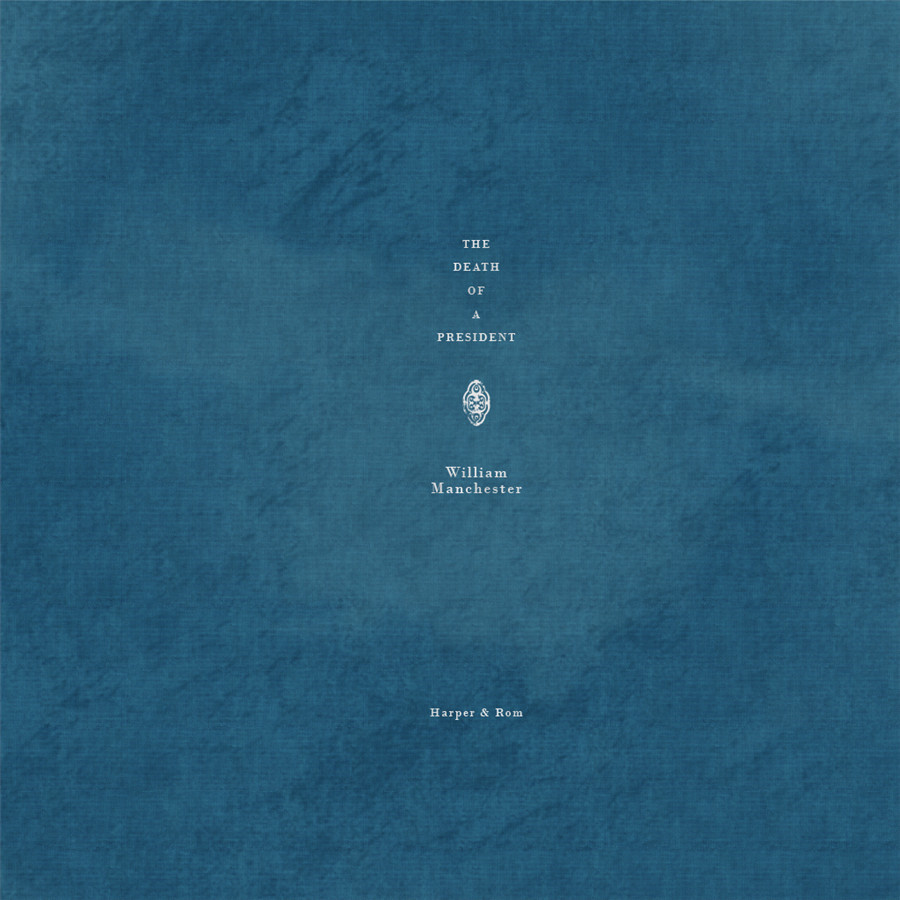 THE
DEATH
OF
A
PRESIDENT
William
Manchester
Harper & Rom